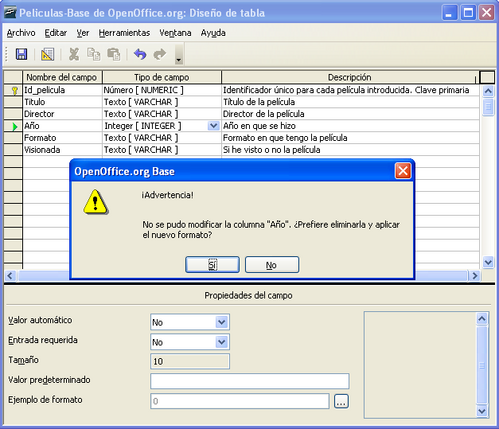 Peliculas-Base de OpenOffice.org: Diseño de tabla
Archivo Editar Ver Herramientas Ventana Ayuda
Nombre del campo Tipo de campo Descripción
Id_pelicula Número [ NUMERIC ] Identificador único para cada película introducida. Clave primaria
Titulo Texto [ VARCHAR ] Título de la película
Director Texto [ VARCHAR ] Director de la película
Año Integer [ INTEGER ] Año en que se hizo
Formato Texto [ VARCHAR ] Formato en que tengo la película
Visionada Texto [ VARCHAR ] Si he visto o no la película
OpenOffice.org Base
¡Advertencia!
No se pudo modificar la columna "Año". ¿Prefiere eliminarla y aplicar
el nuevo formato?
Sí No
Propiedades del campo
Valor automático No
Entrada requerida No
Tamaño 10
Valor predeterminado
Ejemplo de formato 0 ...